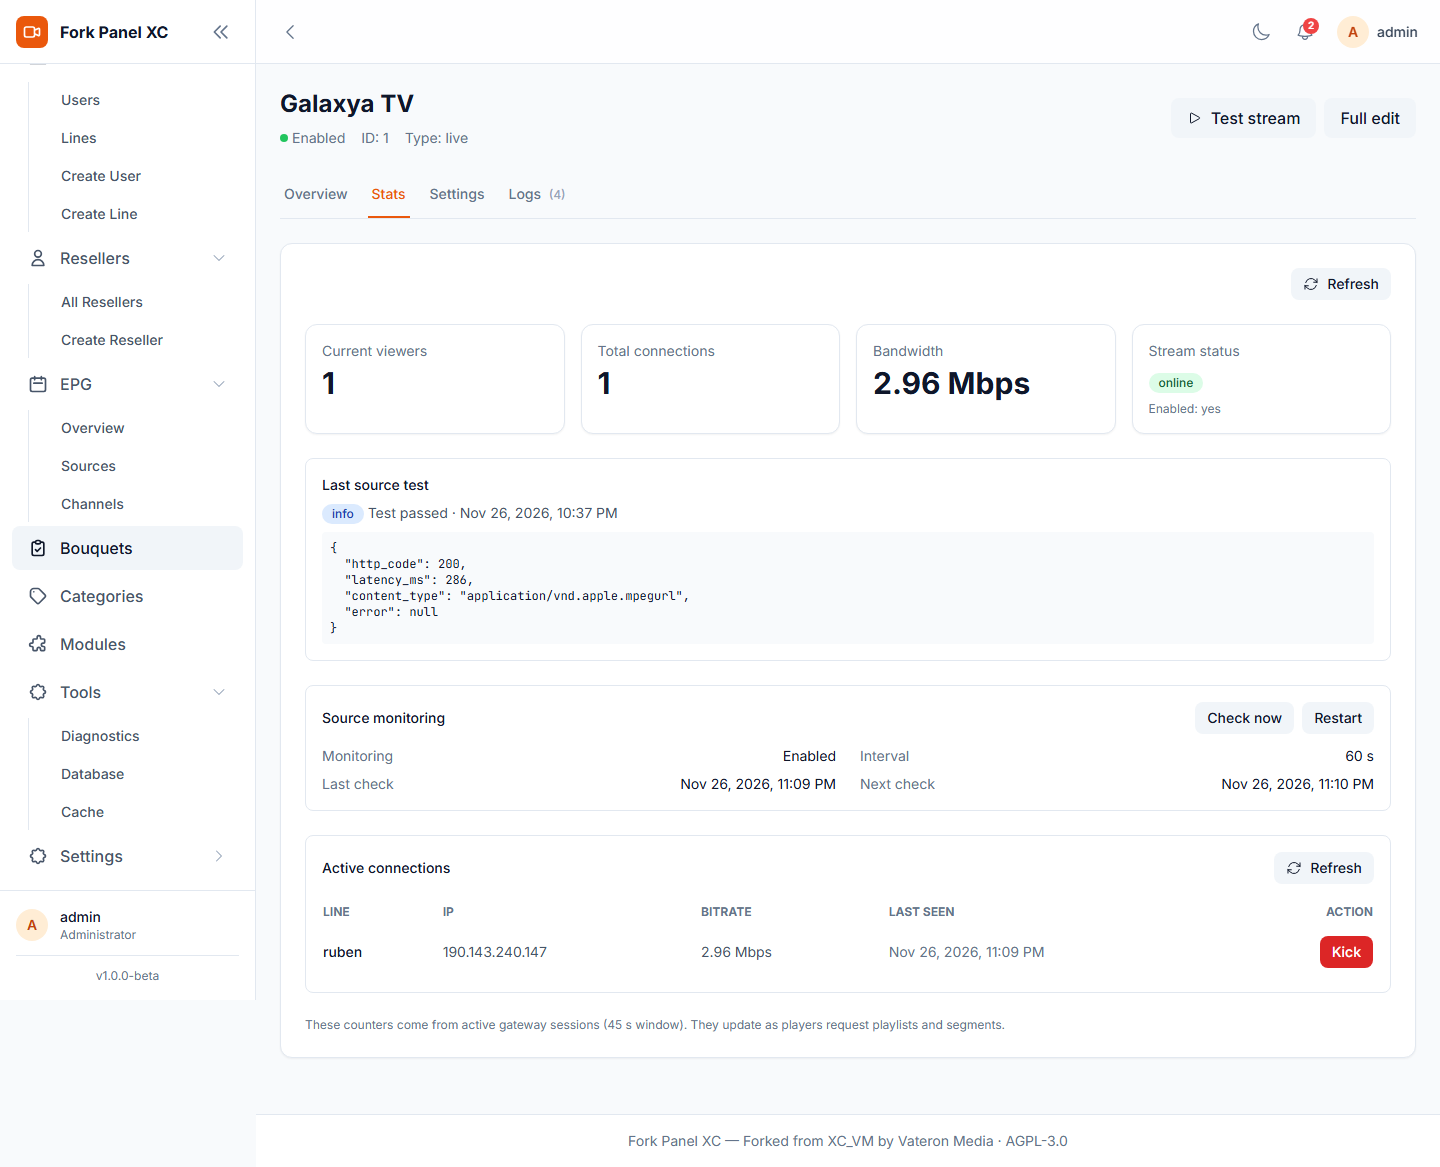 Fork Panel XC
2
A
admin
Users
Lines
Create User
Create Line
Resellers
All Resellers
Create Reseller
EPG
Overview
Sources
Channels
Bouquets
Categories
Modules
Tools
Diagnostics
Database
Cache
Settings
A
admin
Administrator
v1.0.0-beta
Galaxya TV
Enabled ID: 1 Type: live
Test stream
Full edit
Overview Stats Settings Logs (4)
Refresh
Current viewers
1
Total connections
1
Bandwidth
2.96 Mbps
Stream status
online
Enabled: yes
Last source test
info Test passed · Nov 26, 2026, 10:37 PM
{
"http_code": 200,
"latency_ms": 286,
"content_type": "application/vnd.apple.mpegurl",
"error": null
}
Source monitoring
Check now
Restart
Monitoring Enabled Interval 60 s
Last check Nov 26, 2026, 11:09 PM Next check Nov 26, 2026, 11:10 PM
Active connections
Refresh
LINE IP BITRATE LAST SEEN ACTION
ruben 190.143.240.147 2.96 Mbps Nov 26, 2026, 11:09 PM Kick
These counters come from active gateway sessions (45 s window). They update as players request playlists and segments.
Fork Panel XC — Forked from XC_VM by Vateron Media · AGPL-3.0